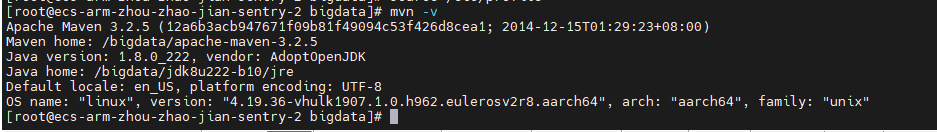 [root@ecs-arm-zhou-zhao-jian-sentry-2 bigdata]# mvn -v
Apache Maven 3.2.5 (12a6b3acb947671f09b81f49094c53f426d8cea1; 2014-12-15T01:29:23+08:00)
Maven home: /bigdata/apache-maven-3.2.5
Java version: 1.8.0_222, vendor: AdoptOpenJDK
Java home: /bigdata/jdk8u222-b10/jre
Default locale: en_US, platform encoding: UTF-8
OS name: "linux", version: "4.19.36-vhulk1907.1.0.h962.eulerosv2r8.aarch64", arch: "aarch64", family: "unix"
[root@ecs-arm-zhou-zhao-jian-sentry-2 bigdata]#